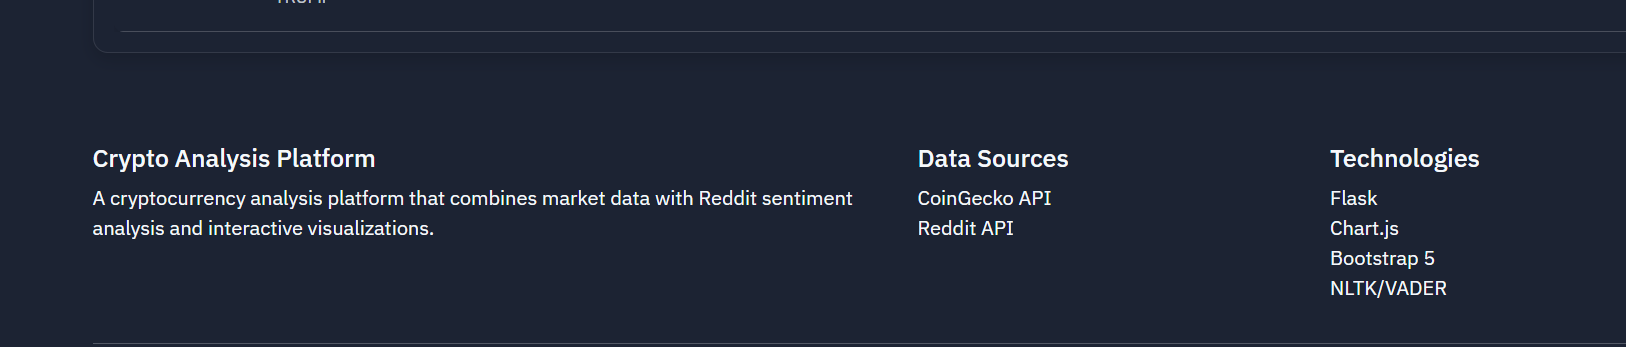 Crypto Analysis Platform
A cryptocurrency analysis platform that combines market data with Reddit sentiment
analysis and interactive visualizations.
Data Sources
CoinGecko API
Reddit API
Technologies
Flask
Chart.js
Bootstrap 5
NLTK/VADER